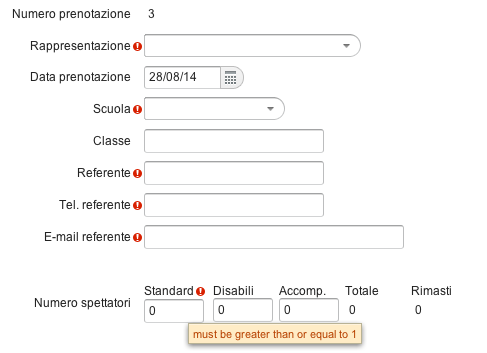 Numero prenotazione 3
Rappresentazione
Data prenotazione 28/08/14
Scuola
Classe
Referente
Tel. referente
E-mail referente
Standard Disabili Accomp. Totale Rimasti
Numero spettatori 0 0 0 0 0
must be greater than or equal to 1